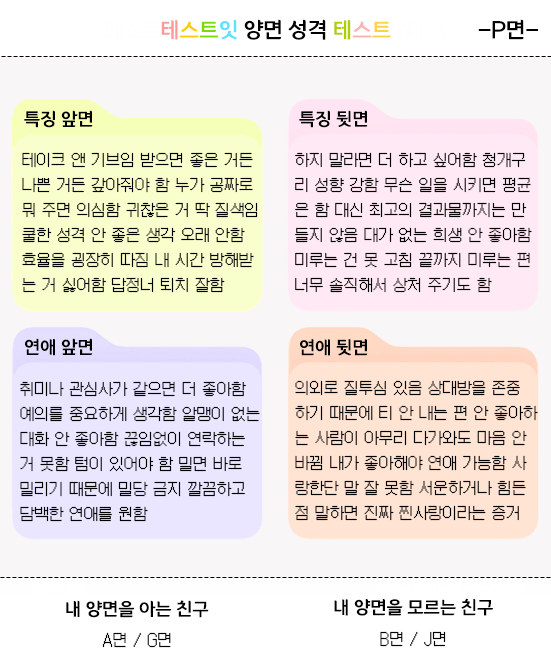 테스트잇 양면 성격 테스트
-P면-
특징 앞면
테이크 앤 기브임 받으면 좋은 거든
나쁜 거든 갚아줘야 함 누가 공짜로
뭐 주면 의심함 귀찮은 거 딱 질색임
쿨한 성격 안 좋은 생각 오래 안함
효율을 굉장히 따짐 내 시간 방해받
는 거 싫어함 답정너 퇴치 잘함
특징 뒷면
하지 말라면 더 하고 싶어함 청개구
리 성향 강함 무슨 일을 시키면 평균
은 함 대신 최고의 결과물까지는 만
들지 않음 대가 없는 희생 안 좋아함
미루는 건 못 고침 끝까지 미루는 편
너무 솔직해서 상처 주기도 함
연애 앞면
취미나 관심사가 같으면 더 좋아함
예의를 중요하게 생각함 알맹이 없는
대화 안 좋아함 끊임없이 연락하는
거 못함 텀이 있어야 함 밀면 바로
밀리기 때문에 밀당 금지 깔끔하고
담백한 연애를 원함
연애 뒷면
의외로 질투심 있음 상대방을 존중
하기 때문에 티 안 내는 편 안 좋아하
는 사람이 아무리 다가와도 마음 안
바뀜 내가 좋아해야 연애 가능함 사
랑한단 말 잘 못함 서운하거나 힘든
점 말하면 진짜 찐사랑이라는 증거
내 양면을 아는 친구
A면 / G면
내 양면을 모르는 친구
B면 / J면